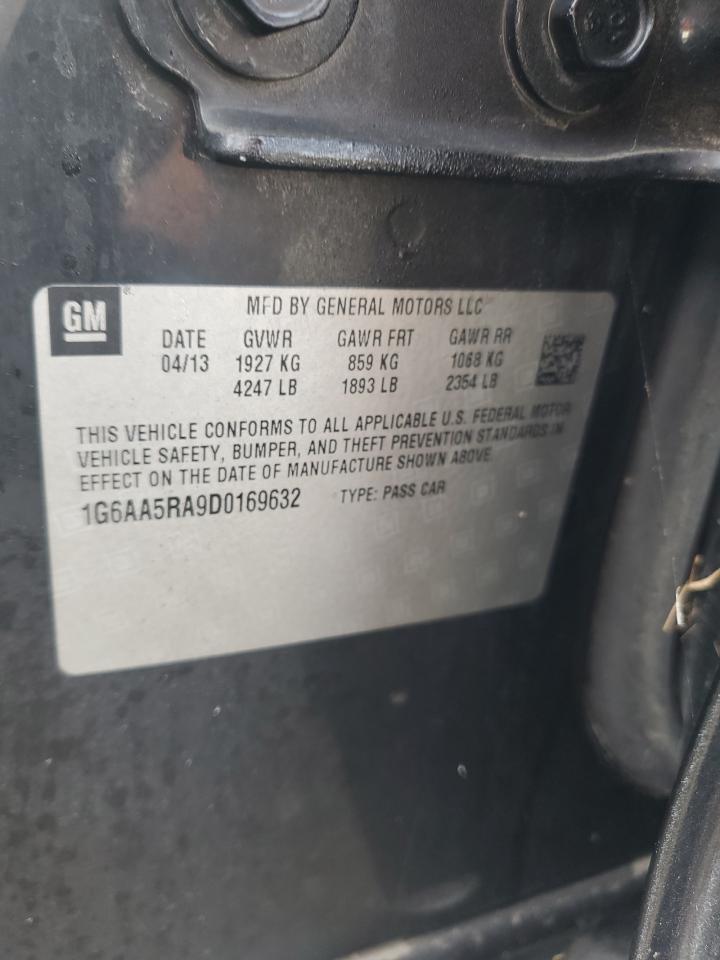 GM
MFD BY GENERAL MOTORS LLC
DATE GVWR GAWR FRT GAWR RR
04/13 1927 KG 859 KG 1068 KG
4247 LB 1893 LB 2354 LB
THIS VEHICLE CONFORMS TO ALL APPLICABLE U.S. FEDERAL MOTOR
VEHICLE SAFETY, BUMPER, AND THEFT PREVENTION STANDARDS IN
EFFECT ON THE DATE OF MANUFACTURE SHOWN ABOVE.
1G6AA5RA9D0169632 TYPE: PASS CAR